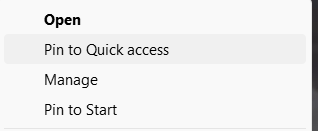 Open
Pin to Quick access
Manage
Pin to Start